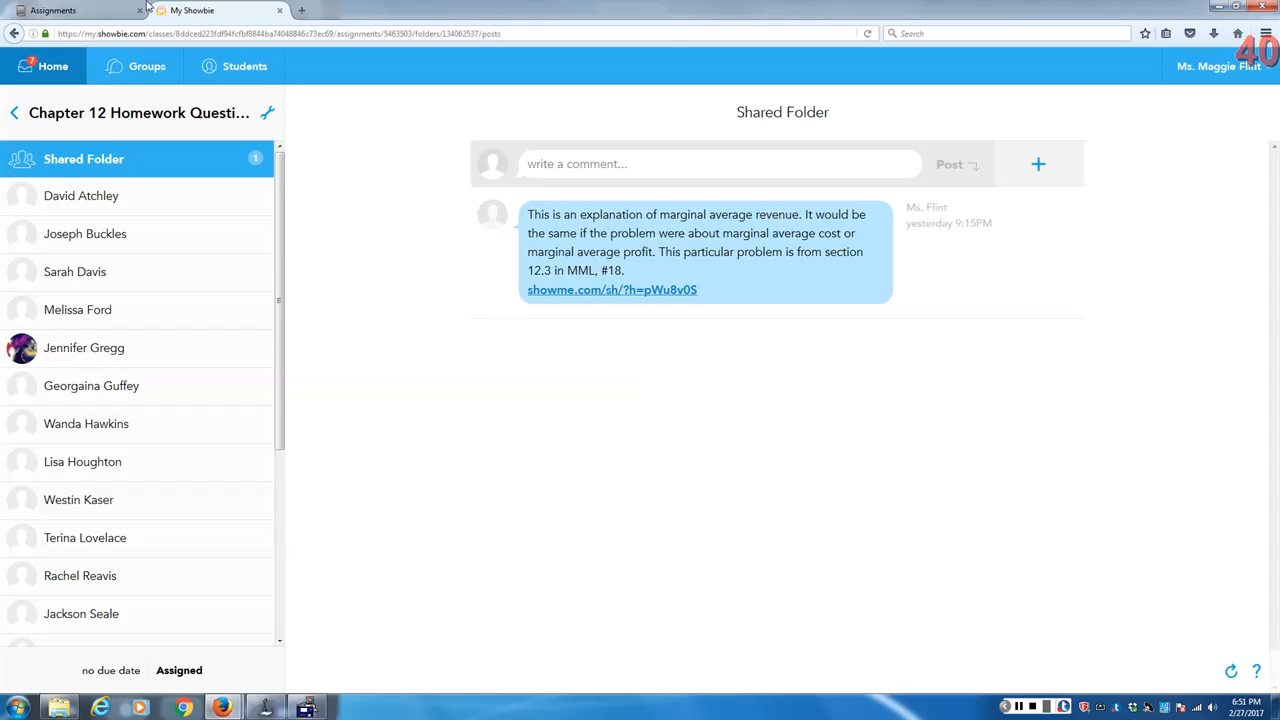 Assignments
My Showbie
https://my.showbie.com/classes/8ddced223fdf94fcfbf8844ba74048846c73ec69/assignments/5463503/folders/134062537/posts
Search
40
7
Home
Groups
Students
Ms. Maggie Flint
Chapter 12 Homework Questi...
Shared Folder
1
David Atchley
Joseph Buckles
Sarah Davis
Melissa Ford
Jennifer Gregg
Georgaina Guffey
Wanda Hawkins
Lisa Houghton
Westin Kaser
Terina Lovelace
Rachel Reavis
Jackson Seale
no due date
Assigned
Shared Folder
write a comment...
Post
This is an explanation of marginal average revenue. It would be
the same if the problem were about marginal average cost or
marginal average profit. This particular problem is from section
12.3 in MML, #18.
showme.com/sh/?h=pWu8v0S
Ms. Flint
yesterday 9:15PM
6:51 PM
2/27/2017